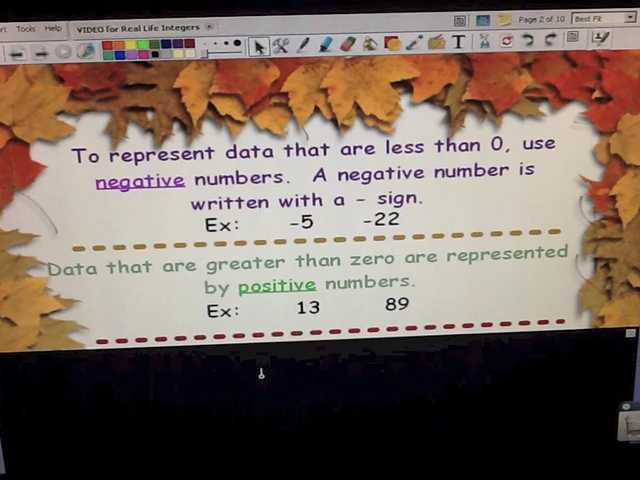 Tools Help VIDEO for Real Life Integers Page 2 of 10 Best Fit
T
To represent data that are less than 0, use
negative numbers. A negative number is
written with a - sign.
Ex: -5 -22
Data that are greater than zero are represented
by positive numbers.
Ex: 13 89